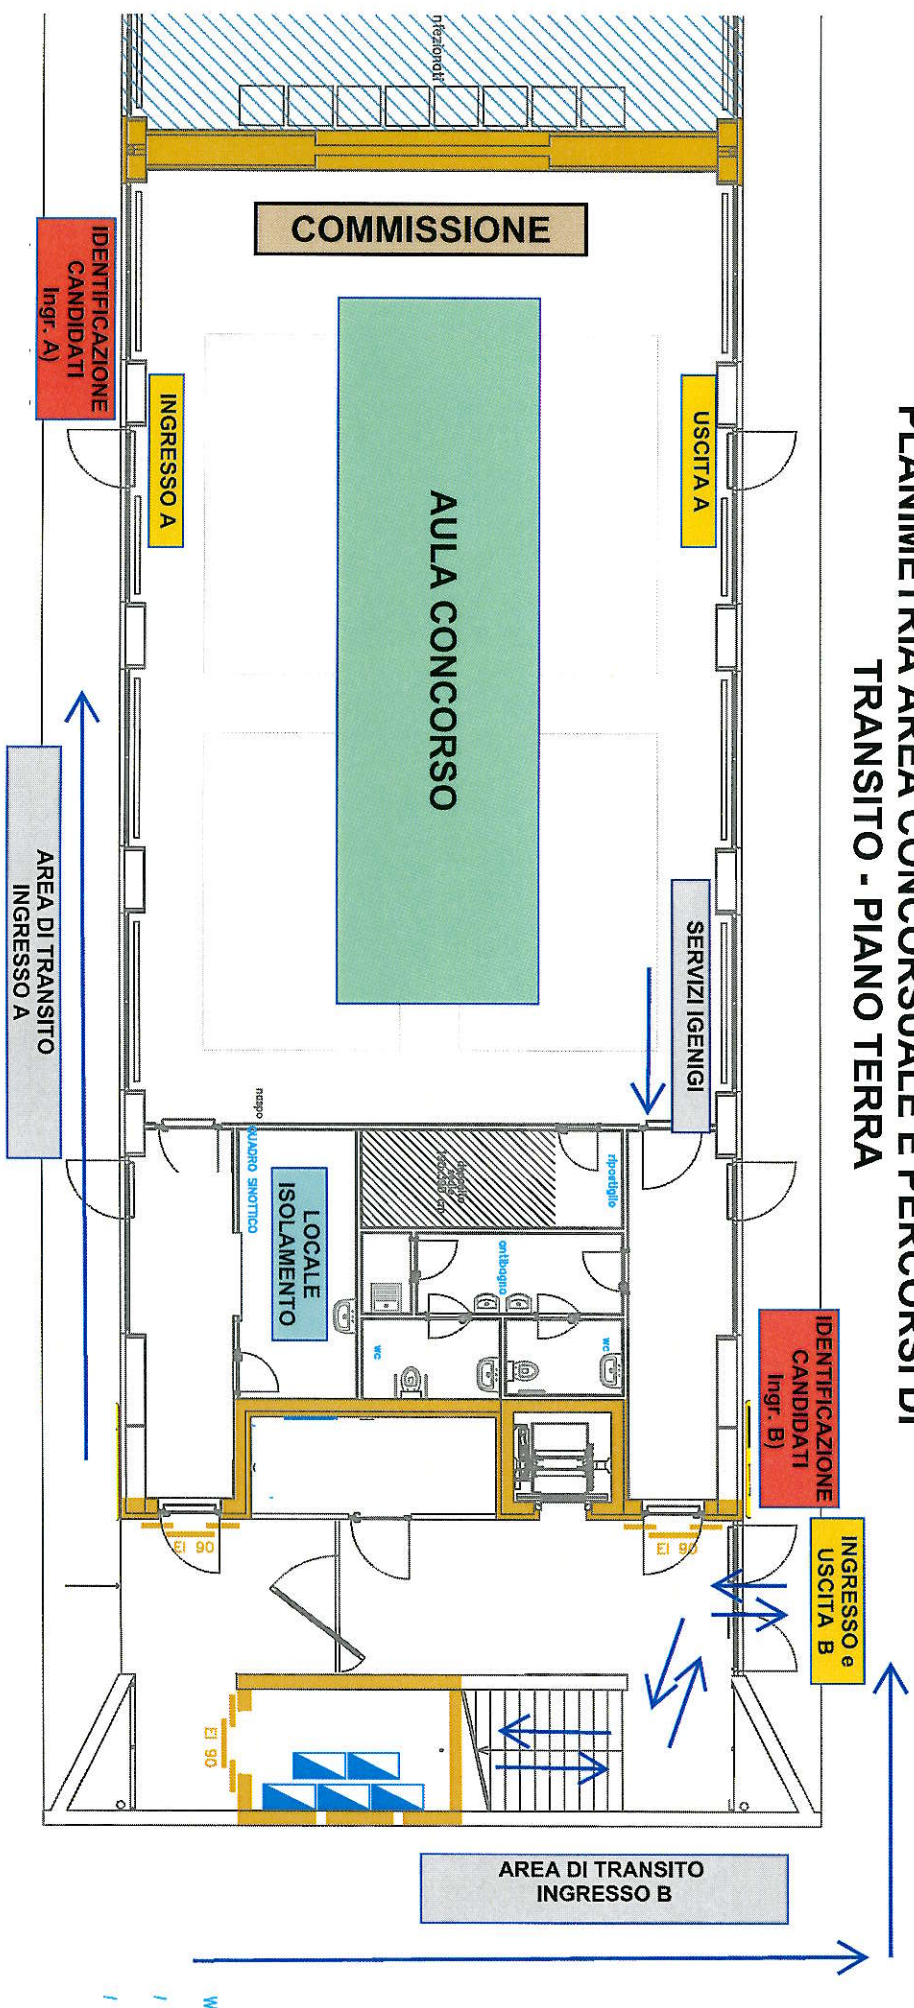 PLANIMETRIA AREA CONCORSUALE E PERCORSI DI
TRANSITO - PIANO TERRA
nfezionati
COMMISSIONE
IDENTIFICAZIONE
CANDIDATI
Ingr. A)
INGRESSO A
USCITA A
AULA CONCORSO
AREA DI TRANSITO
INGRESSO A
SERVIZI IGENIGI
naspo
QUADRO SINOTTICO
LOCALE
ISOLAMENTO
ripostiglio
antibagno
wc
wc
IDENTIFICAZIONE
CANDIDATI
Ingr. B)
INGRESSO e
USCITA B
EI 90
EI 90
EI 90
AREA DI TRANSITO
INGRESSO B
W